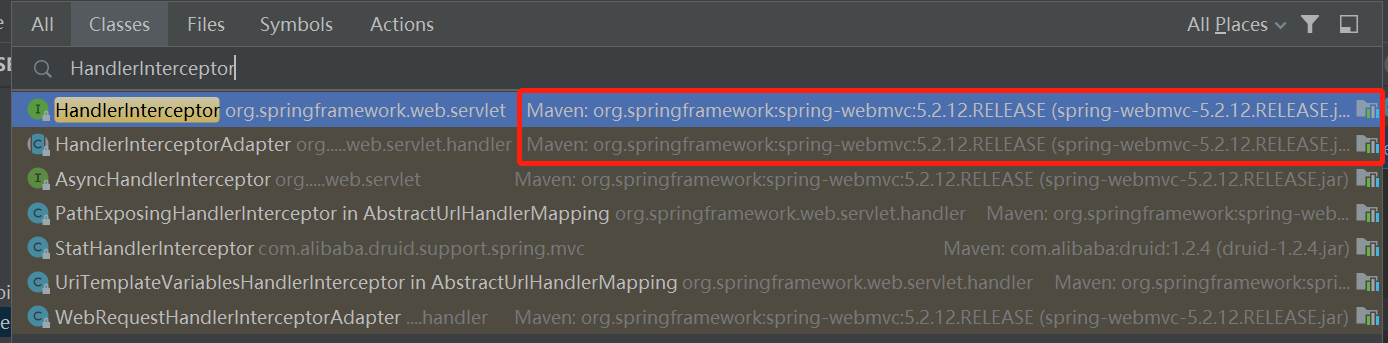 All Classes Files Symbols Actions All Places
HandlerInterceptor
HandlerInterceptor org.springframework.web.servlet Maven: org.springframework:spring-webmvc:5.2.12.RELEASE (spring-webmvc-5.2.12.RELEASE.j...
HandlerInterceptorAdapter org.....web.servlet.handler Maven: org.springframework:spring-webmvc:5.2.12.RELEASE (spring-webmvc-5.2.12.RELEASE.j...
AsyncHandlerInterceptor org.....web.servlet Maven: org.springframework:spring-webmvc:5.2.12.RELEASE (spring-webmvc-5.2.12.RELEASE.jar)
PathExposingHandlerInterceptor in AbstractUrlHandlerMapping org.springframework.web.servlet.handler Maven: org.springframework:spring-web...
StatHandlerInterceptor com.alibaba.druid.support.spring.mvc Maven: com.alibaba:druid:1.2.4 (druid-1.2.4.jar)
UriTemplateVariablesHandlerInterceptor in AbstractUrlHandlerMapping org.springframework.web.servlet.handler Maven: org.springframework:spri...
WebRequestHandlerInterceptorAdapter ....handler Maven: org.springframework:spring-webmvc:5.2.12.RELEASE (spring-webmvc-5.2.12.RELEASE.jar)